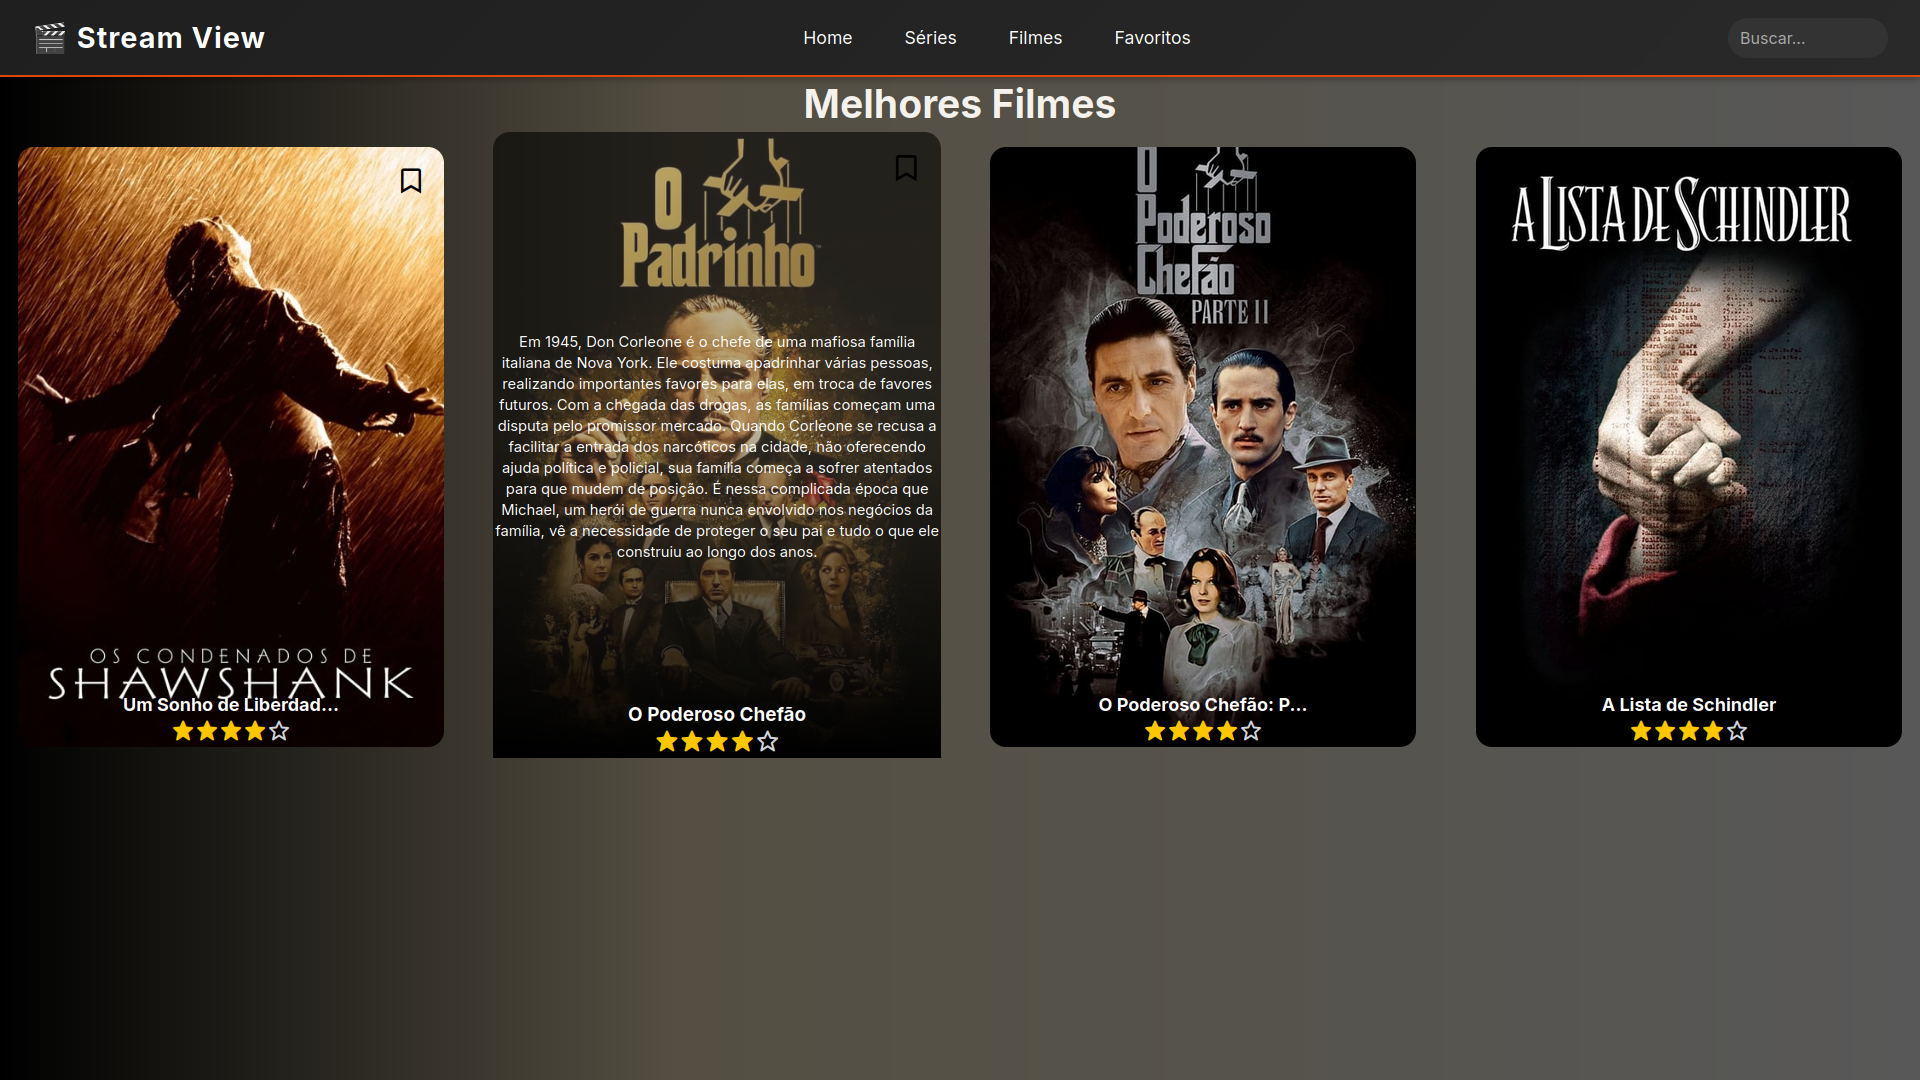 Stream View
Home
Séries
Filmes
Favoritos
Buscar...
Melhores Filmes
OS CONDENADOS DE
SHAWSHANK
Um Sonho de Liberdad...
O
Padrinho
Em 1945, Don Corleone é o chefe de uma mafiosa família
italiana de Nova York. Ele costuma apadrinhar várias pessoas,
realizando importantes favores para elas, em troca de favores
futuros. Com a chegada das drogas, as famílias começam uma
disputa pelo promissor mercado. Quando Corleone se recusa a
facilitar a entrada dos narcóticos na cidade, não oferecendo
ajuda política e policial, sua família começa a sofrer atentados
para que mudem de posição. É nessa complicada época que
Michael, um herói de guerra nunca envolvido nos negócios da
família, vê a necessidade de proteger o seu pai e tudo o que ele
construiu ao longo dos anos.
O Poderoso Chefão
O
Poderoso
Chefão
PARTE II
O Poderoso Chefão: P...
A LISTA DE SCHINDLER
A Lista de Schindler